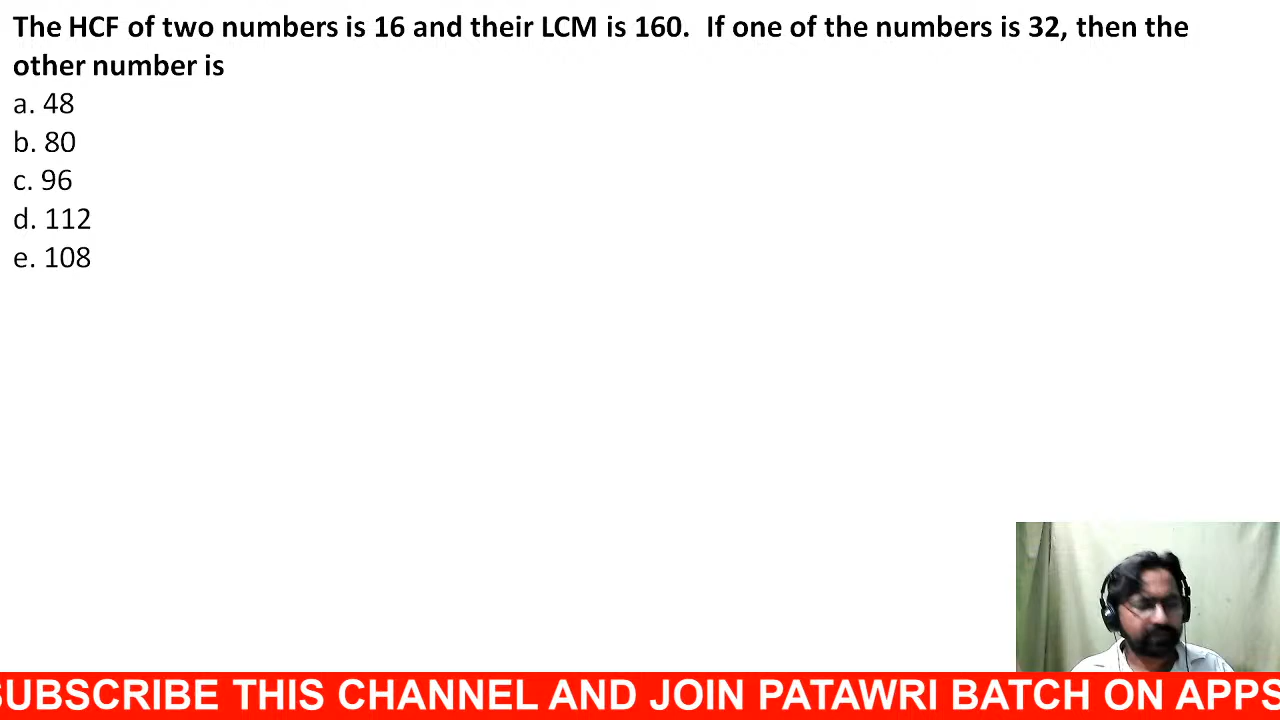 The HCF of two numbers is 16 and their LCM is 160. If one of the numbers is 32, then the
other number is
a. 48
b. 80
c. 96
d. 112
e. 108
SUBSCRIBE THIS CHANNEL AND JOIN PATAWRI BATCH ON APPS